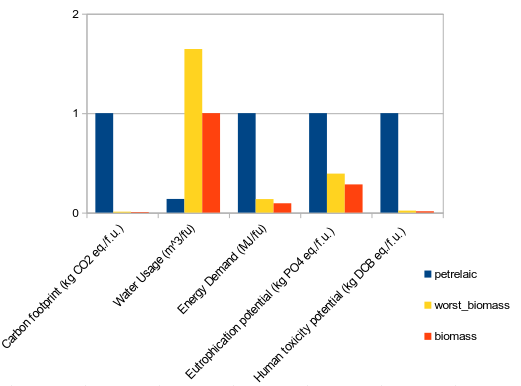 2
1
0
Carbon footprint (kg CO2 eq./f.u.)
Water Usage (m^3/fu)
Energy Demand (MJ/fu)
Eutrophication potential (kg PO4 eq./f.u.)
Human toxicity potential (kg DCB eq./f.u.)
petrelaic
worst_biomass
biomass